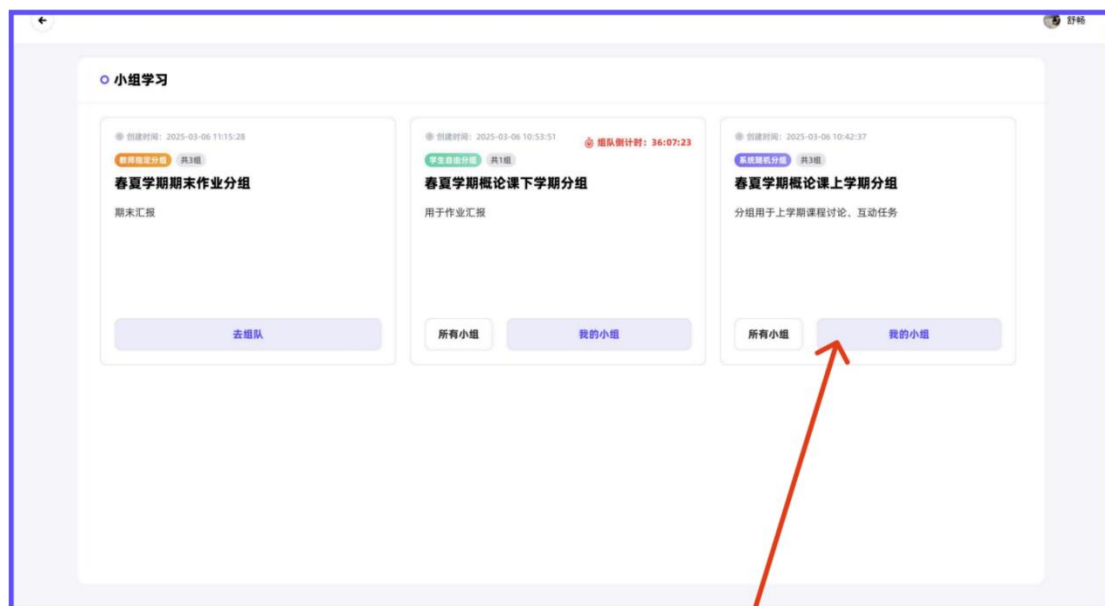 舒畅
小组学习
创建时间：2025-03-06 11:15:28
教师指定分组 共3组
春夏学期期末作业分组
期末汇报
去组队
创建时间：2025-03-06 10:53:51
组队倒计时：36:07:23
学生自由分组 共1组
春夏学期概论课下学期分组
用于作业汇报
所有小组 我的小组
创建时间：2025-03-06 10:42:37
系统随机分组 共3组
春夏学期概论课上学期分组
分组用于上学期课程讨论、互动任务
所有小组 我的小组